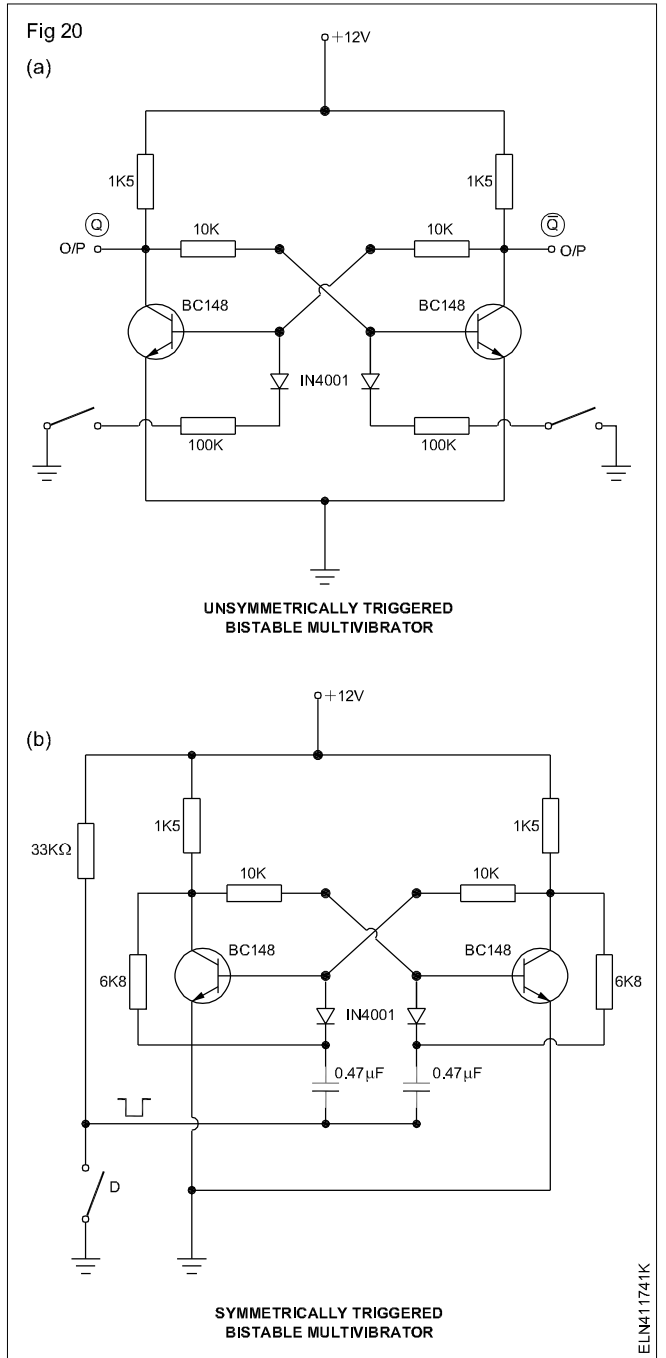 Fig 20
(a)
+12V
1K5 1K5
Q Q̅
O/P 10K 10K O/P
BC148 BC148
IN4001
100K 100K
UNSYMMETRICALLY TRIGGERED
BISTABLE MULTIVIBRATOR
+12V
(b)
1K5 1K5
33KΩ
10K 10K
BC148 BC148
6K8 IN4001 6K8
0.47µF 0.47µF
D
SYMMETRICALLY TRIGGERED
BISTABLE MULTIVIBRATOR
ELN411741K